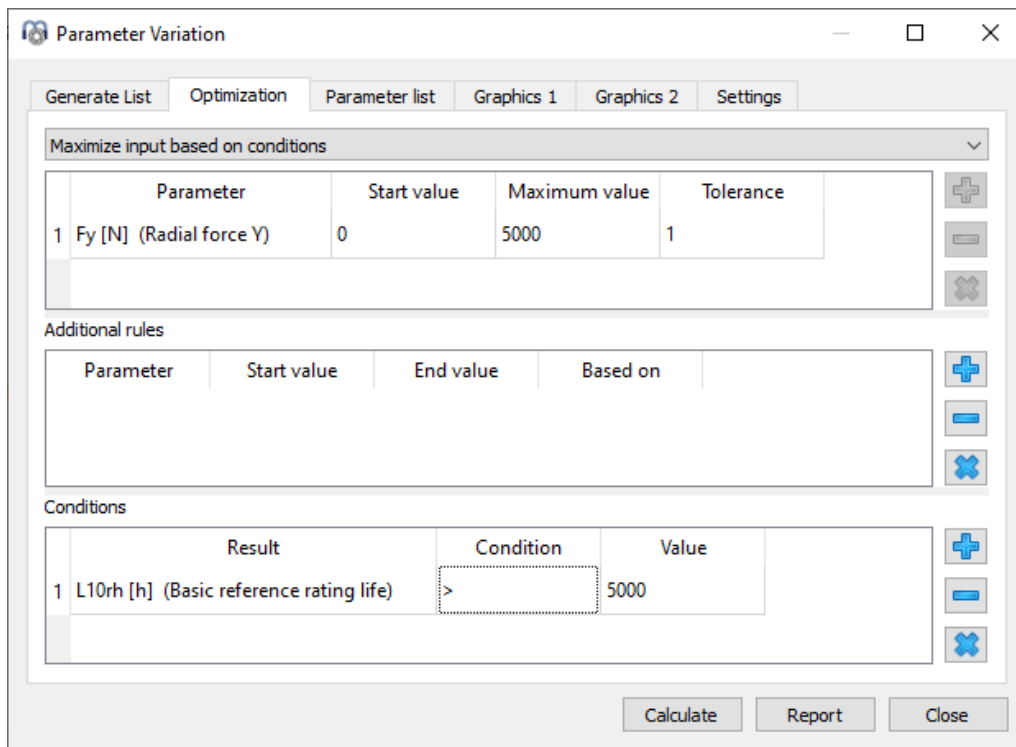 Parameter Variation
Generate List Optimization Parameter list Graphics 1 Graphics 2 Settings
Maximize input based on conditions
Parameter Start value Maximum value Tolerance
1 Fy [N] (Radial force Y) 0 5000 1
Additional rules
Parameter Start value End value Based on
Conditions
Result Condition Value
1 L10rh [h] (Basic reference rating life) > 5000
Calculate Report Close